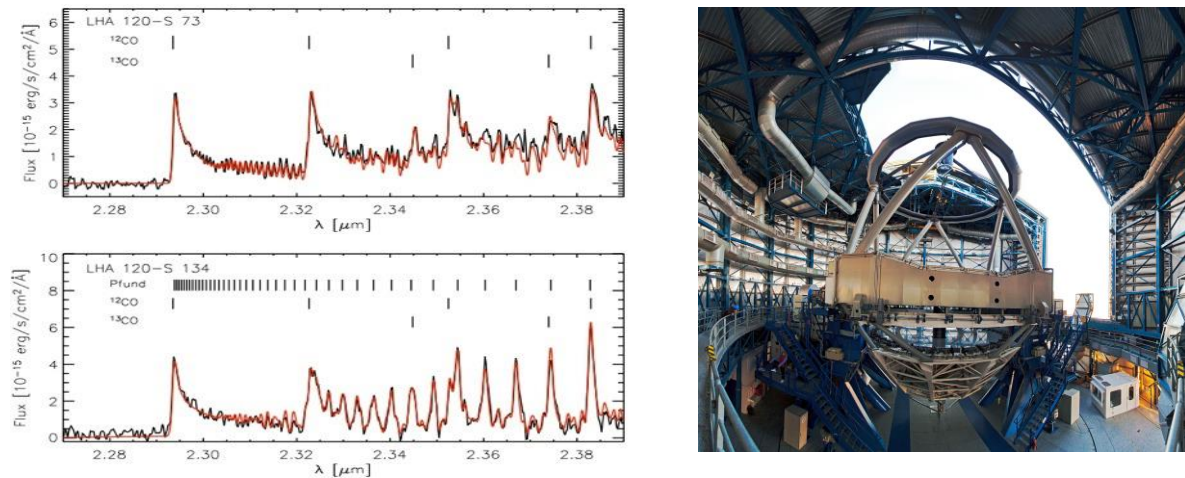 LHA 120-S 73
¹²CO
¹³CO
Flux [10⁻¹⁵ erg/s/cm²/Å]
6
5
4
3
2
1
0
2.28 2.30 2.32 2.34 2.36 2.38
λ [μm]
LHA 120-S 134
Pfund
¹²CO
¹³CO
Flux [10⁻¹⁵ erg/s/cm²/Å]
10
8
6
4
2
0
2.28 2.30 2.32 2.34 2.36 2.38
λ [μm]